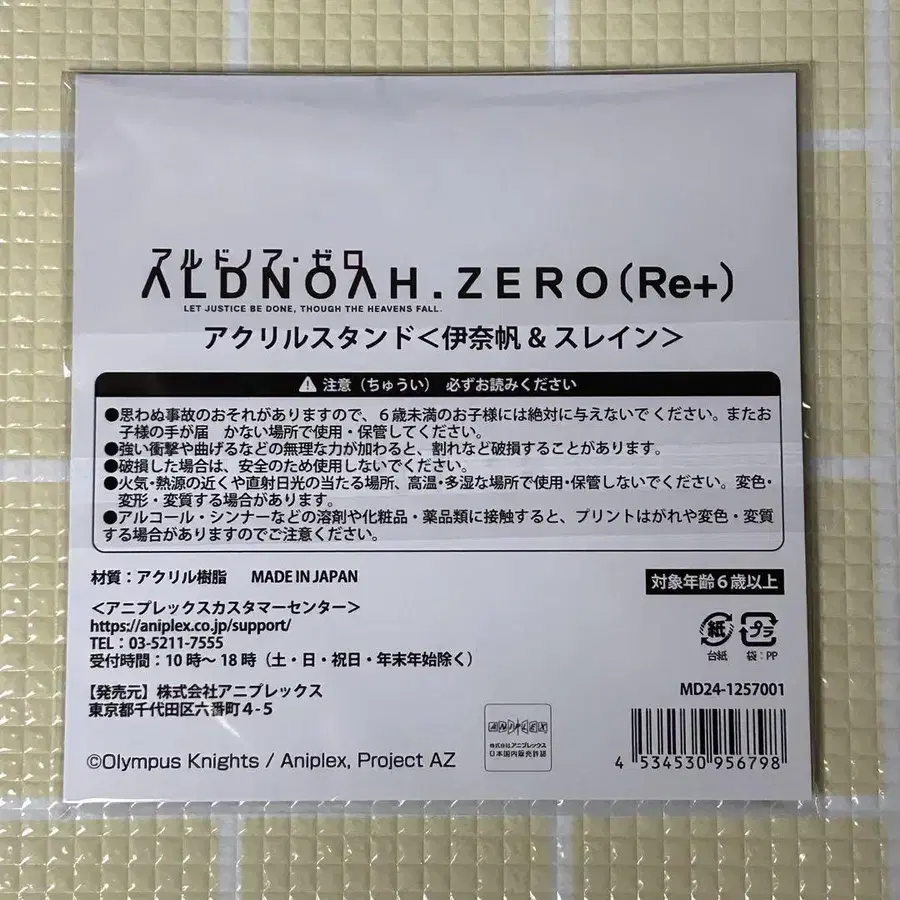 アルドノア・ゼロ
ALDNOAH.ZERO(Re+)
LET JUSTICE BE DONE, THOUGH THE HEAVENS FALL.
アクリルスタンド＜伊奈帆 & スレイン＞
注意（ちゅうい） 必ずお読みください
●思わぬ事故のおそれがありますので、６歳未満のお子様には絶対に与えないで ください。またお
子様の手が届　かない場所で使用・保管してください。
●強い衝撃や曲げるなどの無理な力が加わると、割れなど破損することがあります。
●破損した場合は、安全のため使用しないでください。
●火気・熱源の近くや直射日光の当たる場所、高温・多湿な場所で使用・保管しないでください。変色・
変形・変質する場合があります。
●アルコール・シンナーなどの溶剤や化粧品・薬品類に接触すると、プリントはがれや変色・変質
する場合がありますのでご注意ください。
材質：アクリル樹脂　MADE IN JAPAN
対象年齢６歳以上
＜アニプレックスカスタマーセンター＞
https://aniplex.co.jp/support/
TEL：03-5211-7555
受付時間：10時〜18時（土・日・祝日・年末年始除く）
紙 プラ
台紙 袋：PP
【発売元】株式会社アニプレックス
東京都千代田区六番町４-５
MD24-1257001
ANIPLEX
株式会社アニプレックス
日本国内販売許諾
©Olympus Knights / Aniplex, Project AZ
4 534530 956798